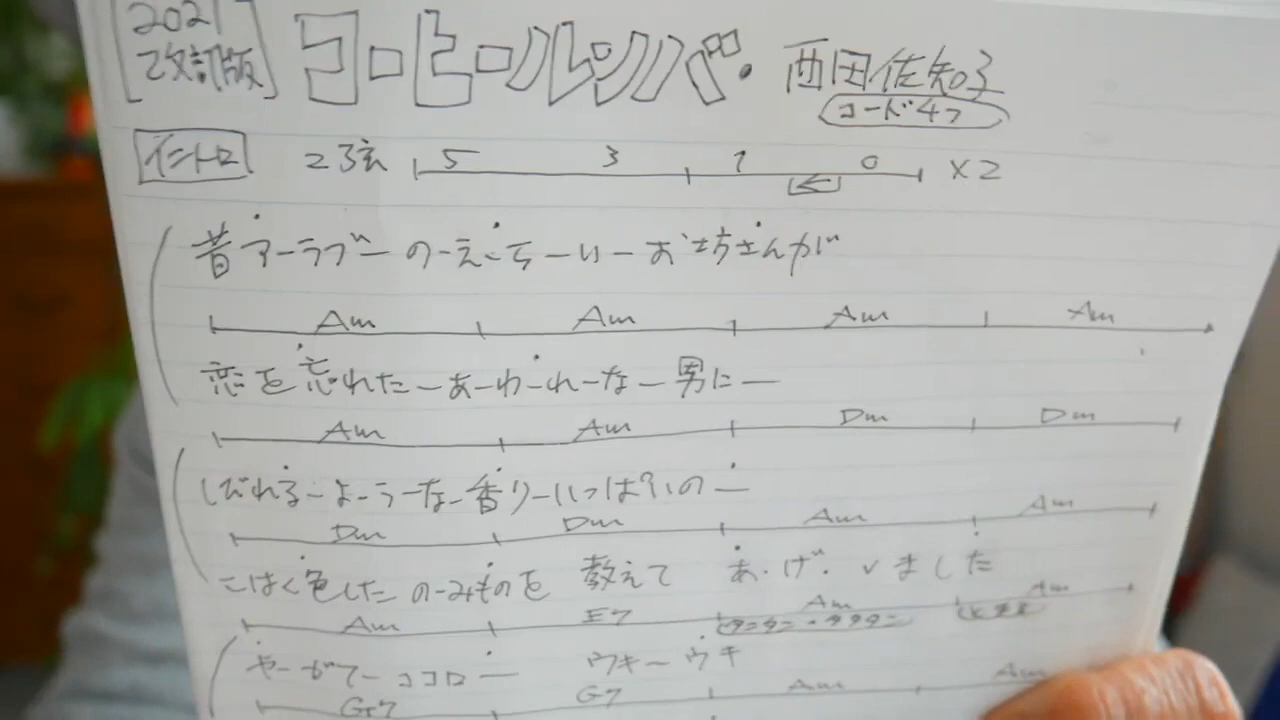 2021 改訂版 コーヒールンバ・ 西田佐知子
コード4つ
イントロ 23弦 5 3 1 0 ×2
昔アーラブーのーえーらーいーお坊さんが
Am Am Am Am
恋を忘れたーあーわーれーなー男にー
Am Am Dm Dm
しびれるーよーうーなー香りーいっぱいのー
Dm Dm Am Am
こはく色した のーみものを 教えて あ・げ・ました
Am E7 Am Am
やーがてーココロー ウキーウキ
G7 G7 Am Am